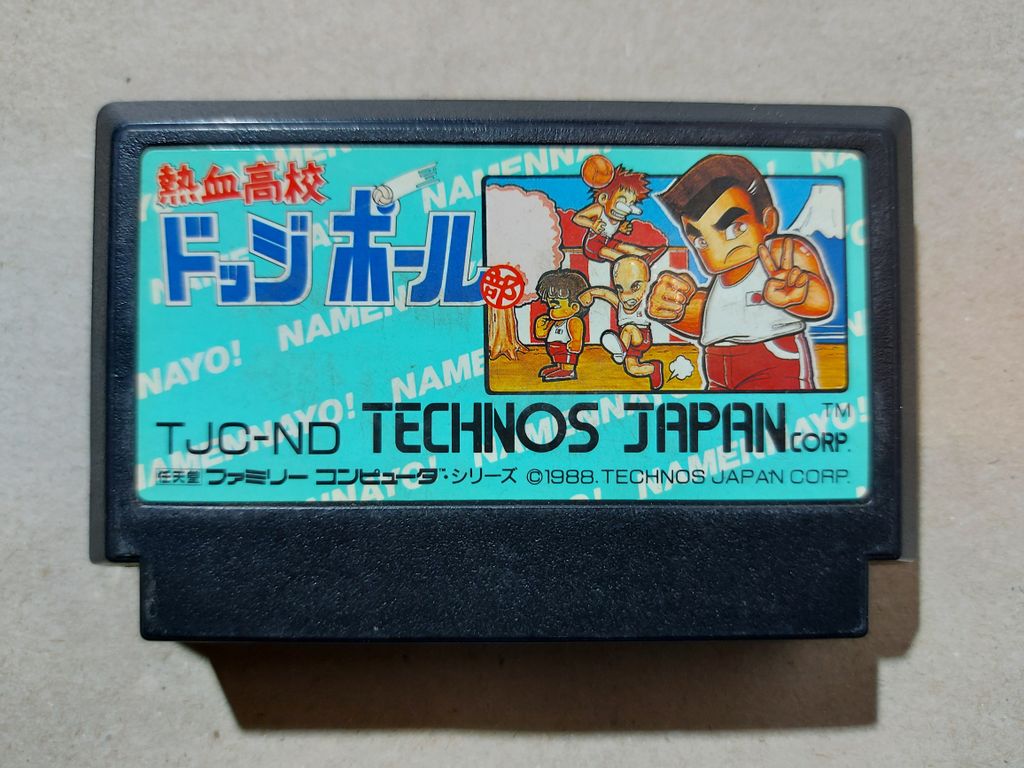 熱血高校
ドッジボール部
NAMENNAYO!
TJC-ND TECHNOS JAPAN CORP. TM
任天堂 ファミリー コンピュータ・シリーズ ©1988. TECHNOS JAPAN CORP.